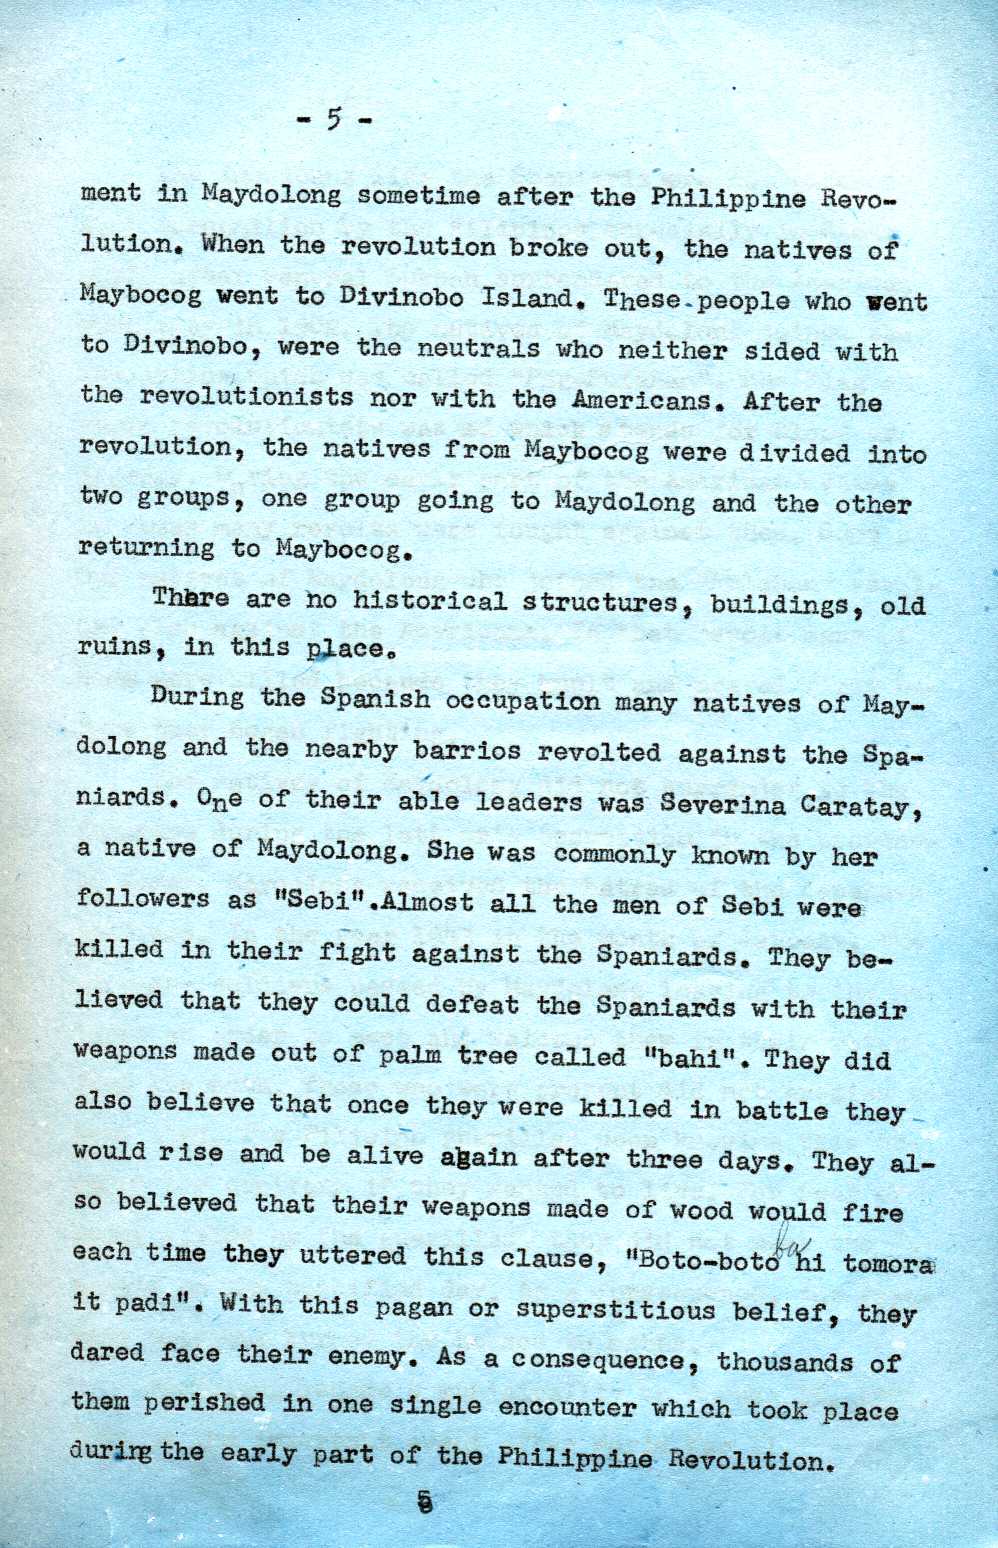 - 5 -
ment in Maydolong sometime after the Philippine Revo-
lution. When the revolution broke out, the natives of
Maybocog went to Divinobo Island. These people who went
to Divinobo, were the neutrals who neither sided with
the revolutionists nor with the Americans. After the
revolution, the natives from Maybocog were divided into
two groups, one group going to Maydolong and the other
returning to Maybocog.
There are no historical structures, buildings, old
ruins, in this place.
During the Spanish occupation many natives of May-
dolong and the nearby barrios revolted against the Spa-
niards. One of their able leaders was Severina Caratay,
a native of Maydolong. She was commonly known by her
followers as "Sebi".Almost all the men of Sebi were
killed in their fight against the Spaniards. They be-
lieved that they could defeat the Spaniards with their
weapons made out of palm tree called "bahi". They did
also believe that once they were killed in battle they
would rise and be alive again after three days. They al-
so believed that their weapons made of wood would fire
each time they uttered this clause, "Boto-boto ba hi tomora
it padi". With this pagan or superstitious belief, they
dared face their enemy. As a consequence, thousands of
them perished in one single encounter which took place
during the early part of the Philippine Revolution.
5